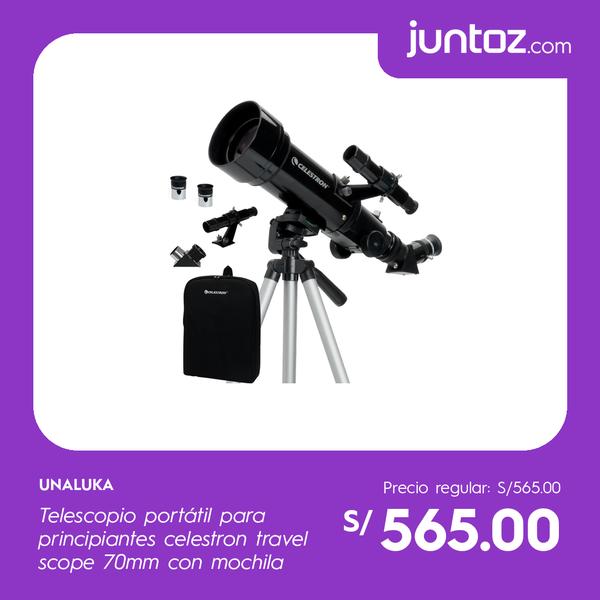 juntoz.com
CELESTRON
CELESTRON
UNALUKA
Telescopio portátil para
principiantes celestron travel
scope 70mm con mochila
Precio regular: S/565.00
S/ 565.00